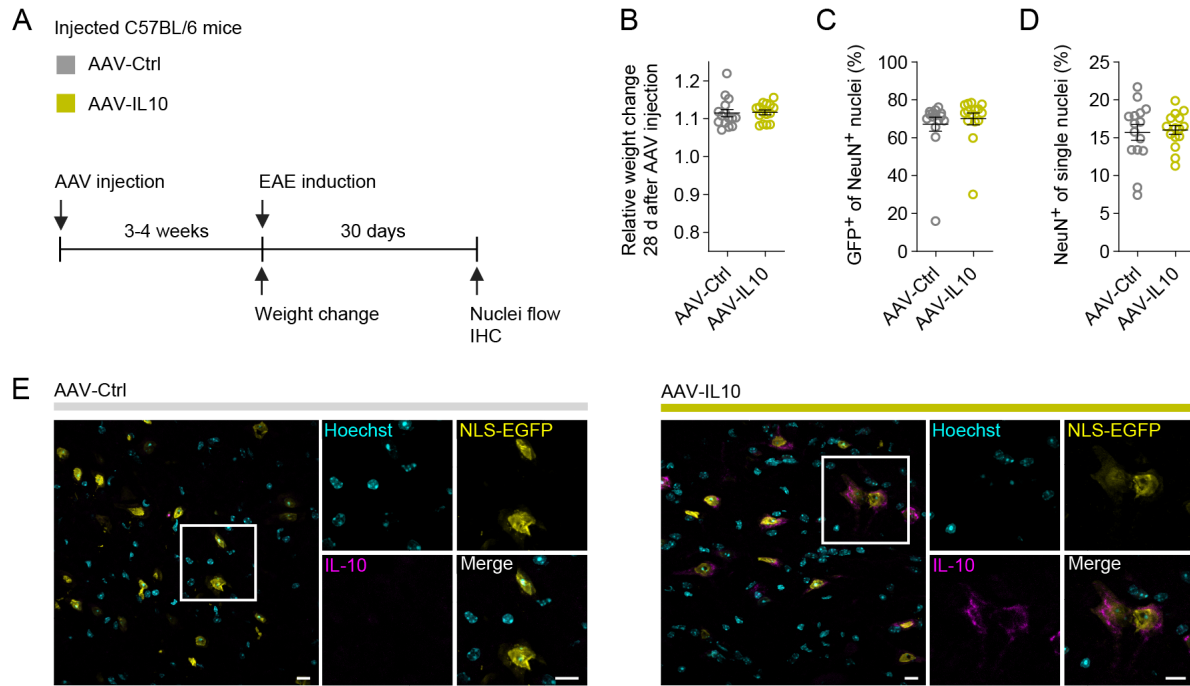 A
Injected C57BL/6 mice
AAV-Ctrl
AAV-IL10
AAV injection
EAE induction
3-4 weeks
30 days
Weight change
Nuclei flow
IHC
B
Relative weight change
28 d after AAV injection
1.2
1.1
1.0
0.9
0.8
AAV-Ctrl
AAV-IL10
C
GFP⁺ of NeuN⁺ nuclei (%)
100
80
60
40
20
0
AAV-Ctrl
AAV-IL10
D
NeuN⁺ of single nuclei (%)
25
20
15
10
5
0
AAV-Ctrl
AAV-IL10
E
AAV-Ctrl
Hoechst
NLS-EGFP
IL-10
Merge
AAV-IL10
Hoechst
NLS-EGFP
IL-10
Merge